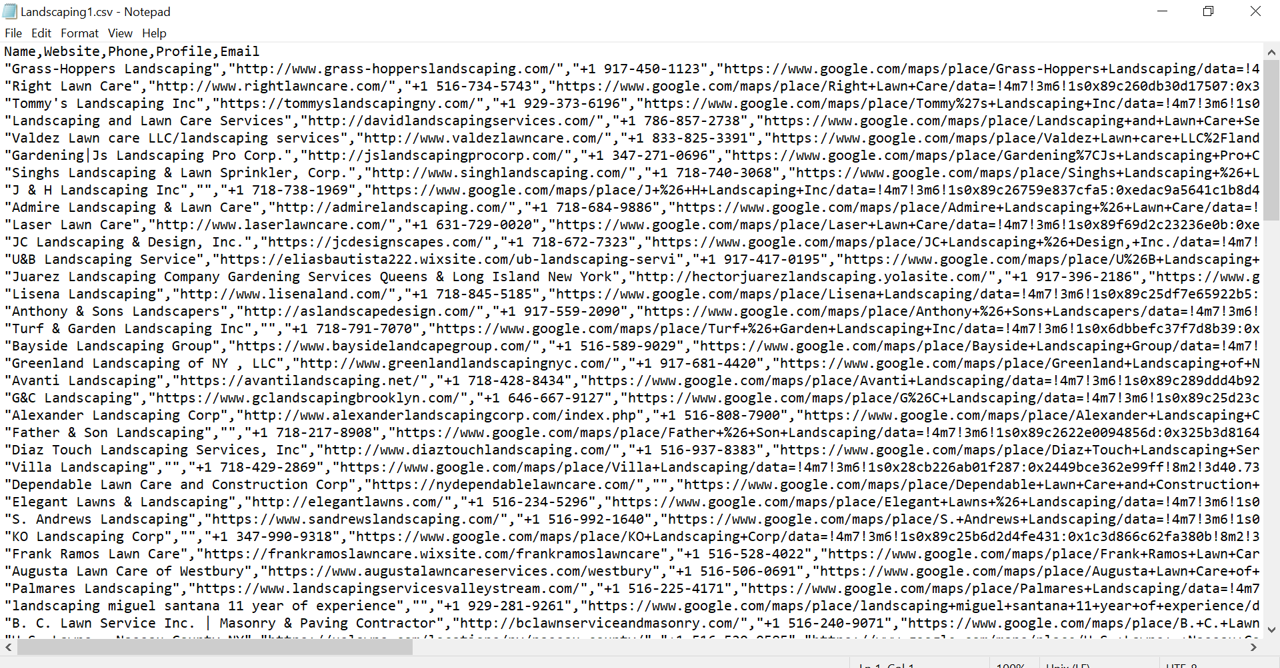 Landscaping1.csv - Notepad
File Edit Format View Help
Name,Website,Phone,Profile,Email
"Grass-Hoppers Landscaping","http://www.grass-hopperslandscaping.com/","+1 917-450-1123","https://www.google.com/maps/place/Grass-Hoppers+Landscaping/data=!4
"Right Lawn Care","http://www.rightlawncare.com/","+1 516-734-5743","https://www.google.com/maps/place/Right+Lawn+Care/data=!4m7!3m6!1s0x89c260db30d17507:0x3
"Tommy's Landscaping Inc","https://tommyslandscapingny.com/","+1 929-373-6196","https://www.google.com/maps/place/Tommy%27s+Landscaping+Inc/data=!4m7!3m6!1s0
"Landscaping and Lawn Care Services","http://davidlandscapingservices.com/","+1 786-857-2738","https://www.google.com/maps/place/Landscaping+and+Lawn+Care+Se
"Valdez Lawn care LLC/landscaping services","http://www.valdezlawncare.com/","+1 833-825-3391","https://www.google.com/maps/place/Valdez+Lawn+care+LLC%2Fland
"Gardening|Js Landscaping Pro Corp.","http://jslandscapingprocorp.com/","+1 347-271-0696","https://www.google.com/maps/place/Gardening%7CJs+Landscaping+Pro+C
"Singhs Landscaping & Lawn Sprinkler, Corp.","http://www.singhlandscaping.com/","+1 718-740-3068","https://www.google.com/maps/place/Singhs+Landscaping+%26+L
"J & H Landscaping Inc","","+1 718-738-1969","https://www.google.com/maps/place/J+%26+H+Landscaping+Inc/data=!4m7!3m6!1s0x89c26759e837cfa5:0xedac9a5641c1b8d4
"Admire Landscaping & Lawn Care","http://admirelandscaping.com/","+1 718-684-9886","https://www.google.com/maps/place/Admire+Landscaping+%26+Lawn+Care/data=!
"Laser Lawn Care","http://www.laserlawncare.com/","+1 631-729-0020","https://www.google.com/maps/place/Laser+Lawn+Care/data=!4m7!3m6!1s0x89f69d2c23236e0b:0xe
"JC Landscaping & Design, Inc.","https://jcdesignscapes.com/","+1 718-672-7323","https://www.google.com/maps/place/JC+Landscaping+%26+Design,+Inc./data=!4m7!
"U&B Landscaping Service","https://eliasbautista222.wixsite.com/ub-landscaping-servi","+1 917-417-0195","https://www.google.com/maps/place/U%26B+Landscaping+
"Juarez Landscaping Company Gardening Services Queens & Long Island New York","http://hectorjuarezlandscaping.yolasite.com/","+1 917-396-2186","https://www.g
"Lisena Landscaping","http://www.lisenaland.com/","+1 718-845-5185","https://www.google.com/maps/place/Lisena+Landscaping/data=!4m7!3m6!1s0x89c25df7e65922b5:
"Anthony & Sons Landscapers","http://aslandscapedesign.com/","+1 917-559-2090","https://www.google.com/maps/place/Anthony+%26+Sons+Landscapers/data=!4m7!3m6!
"Turf & Garden Landscaping Inc","","+1 718-791-7070","https://www.google.com/maps/place/Turf+%26+Garden+Landscaping+Inc/data=!4m7!3m6!1s0x6dbbefc37f7d8b39:0x
"Bayside Landscaping Group","http://www.baysidelandcapegroup.com/","+1 516-589-9029","https://www.google.com/maps/place/Bayside+Landscaping+Group/data=!4m7!
"Greenland Landscaping of NY , LLC","http://www.greenlandlandscapingnyc.com/","+1 917-681-4420","https://www.google.com/maps/place/Greenland+Landscaping+of+N
"Avanti Landscaping","https://avantilandscaping.net/","+1 718-428-8434","https://www.google.com/maps/place/Avanti+Landscaping/data=!4m7!3m6!1s0x89c289ddd4b92
"G&C Landscaping","https://www.gclandscapingbrooklyn.com/","+1 646-667-9127","https://www.google.com/maps/place/G%26C+Landscaping/data=!4m7!3m6!1s0x89c25d23c
"Alexander Landscaping Corp","http://www.alexanderlandscapingcorp.com/index.php","+1 516-808-7900","https://www.google.com/maps/place/Alexander+Landscaping+C
"Father & Son Landscaping","","+1 718-217-8908","https://www.google.com/maps/place/Father+%26+Son+Landscaping/data=!4m7!3m6!1s0x89c2622e0094856d:0x325b3d8164
"Diaz Touch Landscaping Services, Inc","http://www.diaztouchlandscaping.com/","+1 516-937-8383","https://www.google.com/maps/place/Diaz+Touch+Landscaping+Ser
"Villa Landscaping","","+1 718-429-2869","https://www.google.com/maps/place/Villa+Landscaping/data=!4m7!3m6!1s0x28cb226ab01f287:0x2449bce362e99ff!8m2!3d40.73
"Dependable Lawn Care and Construction Corp","https://nydependablelawncare.com/","","https://www.google.com/maps/place/Dependable+Lawn+Care+and+Construction+
"Elegant Lawns & Landscaping","http://elegantlawns.com/","+1 516-234-5296","https://www.google.com/maps/place/Elegant+Lawns+%26+Landscaping/data=!4m7!3m6!1s0
"S. Andrews Landscaping","https://www.sandrewslandscaping.com/","+1 516-992-1640","https://www.google.com/maps/place/S.+Andrews+Landscaping/data=!4m7!3m6!1s0
"KO Landscaping Corp","","+1 347-990-9318","https://www.google.com/maps/place/KO+Landscaping+Corp/data=!4m7!3m6!1s0x89c25b6d2d4fe431:0x1c3d866c62fa380b!8m2!3
"Frank Ramos Lawn Care","https://frankramoslawncare.wixsite.com/frankramoslawncare","+1 516-528-4022","https://www.google.com/maps/place/Frank+Ramos+Lawn+Car
"Augusta Lawn Care of Westbury","https://www.augustalawncareservices.com/westbury","+1 516-506-0691","https://www.google.com/maps/place/Augusta+Lawn+Care+of+
"Palmares Landscaping","https://www.landscapingservicesvalleystream.com/","+1 516-225-4171","https://www.google.com/maps/place/Palmares+Landscaping/data=!4m7
"landscaping miguel santana 11 year of experience","","+1 929-281-9261","https://www.google.com/maps/place/landscaping+miguel+santana+11+year+of+experience/d
"B. C. Lawn Service Inc. | Masonry & Paving Contractor","http://bclawnserviceandmasonry.com/","+1 516-240-9071","https://www.google.com/maps/place/B.+C.+Lawn